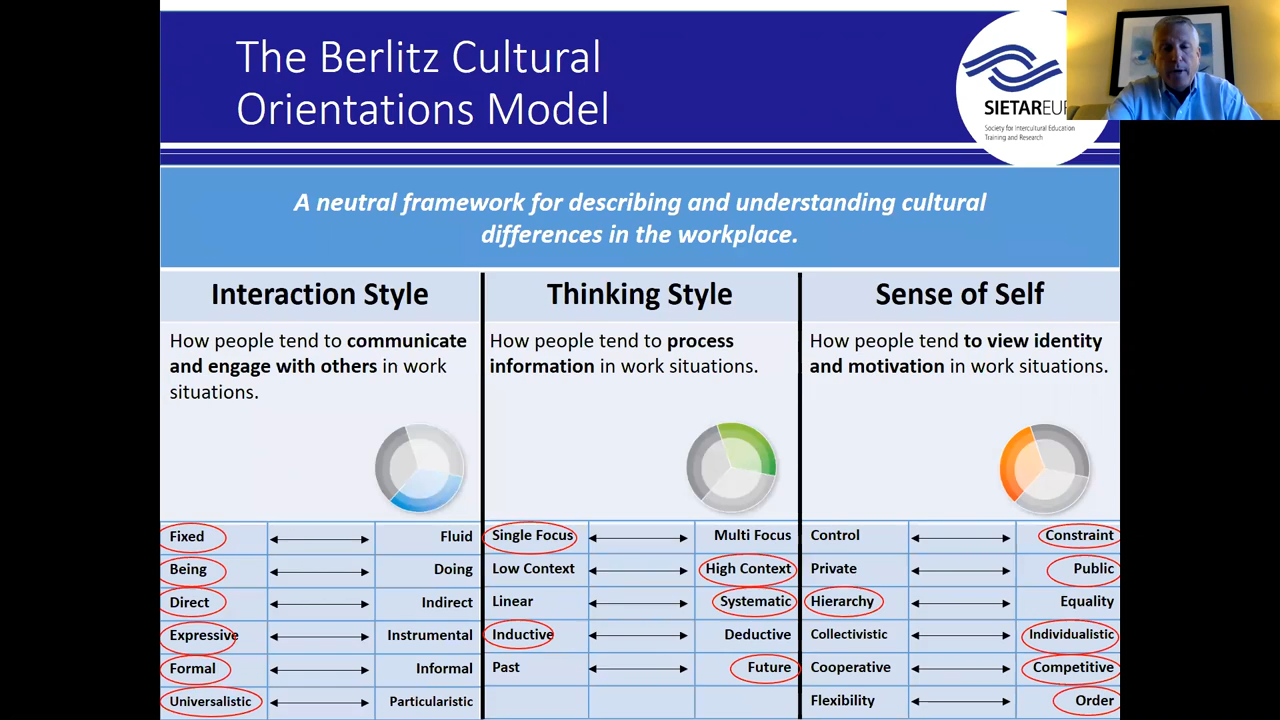 The Berlitz Cultural
Orientations Model
SIETAREU
Society for Intercultural Education
Training and Research
A neutral framework for describing and understanding cultural
differences in the workplace.
Interaction Style
How people tend to communicate
and engage with others in work
situations.
Thinking Style
How people tend to process
information in work situations.
Sense of Self
How people tend to view identity
and motivation in work situations.
Fixed Fluid
Being Doing
Direct Indirect
Expressive Instrumental
Formal Informal
Universalistic Particularistic
Single Focus Multi Focus
Low Context High Context
Linear Systematic
Inductive Deductive
Past Future
Control Constraint
Private Public
Hierarchy Equality
Collectivistic Individualistic
Cooperative Competitive
Flexibility Order